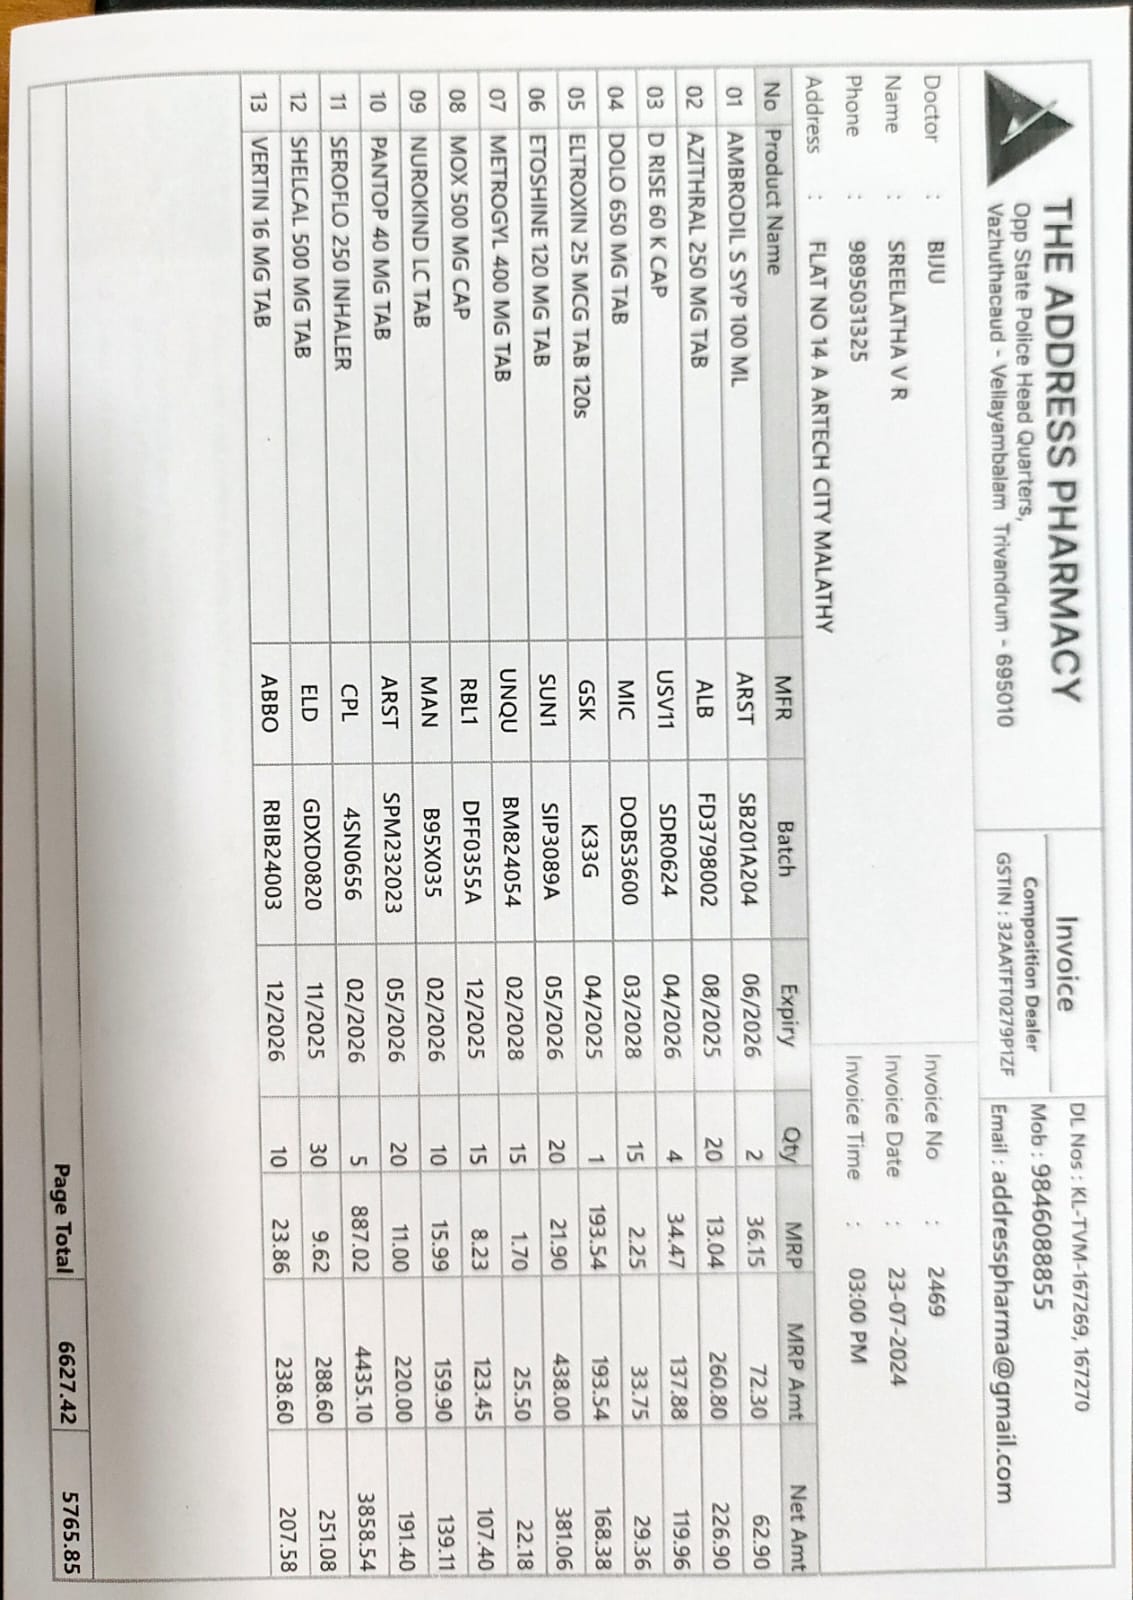 THE ADDRESS PHARMACY
Opp State Police Head Quarters,
Vazhuthacaud - Vellayambalam Trivandrum - 695010
Invoice
Composition Dealer
GSTIN : 32AATFT0279P1ZF
DL Nos : KL-TVM-167269, 167270
Mob : 9846088855
Email : addresspharma@gmail.com
Doctor : BIJU
Name : SREELATHA V R
Phone : 9895031325
Address : FLAT NO 14 A ARTECH CITY MALATHY
Invoice No : 2469
Invoice Date : 23-07-2024
Invoice Time : 03:00 PM
No Product Name MFR Batch Expiry Qty MRP MRP Amt Net Amt
01 AMBRODIL S SYP 100 ML ARST SB201A204 06/2026 2 36.15 72.30 62.90
02 AZITHRAL 250 MG TAB ALB FD3798002 08/2025 20 13.04 260.80 226.90
03 D RISE 60 K CAP USV11 SDR0624 04/2026 4 34.47 137.88 119.96
04 DOLO 650 MG TAB MIC DOBS3600 03/2028 15 2.25 33.75 29.36
05 ELTROXIN 25 MCG TAB 120s GSK K33G 04/2025 1 193.54 193.54 168.38
06 ETOSHINE 120 MG TAB SUN1 SIP3089A 05/2026 20 21.90 438.00 381.06
07 METROGYL 400 MG TAB UNQU BM824054 02/2028 15 1.70 25.50 22.18
08 MOX 500 MG CAP RBL1 DFF0355A 12/2025 15 8.23 123.45 107.40
09 NUROKIND LC TAB MAN B95X035 02/2026 10 15.99 159.90 139.11
10 PANTOP 40 MG TAB ARST SPM232023 05/2026 20 11.00 220.00 191.40
11 SEROFLO 250 INHALER CPL 4SN0656 02/2026 5 887.02 4435.10 3858.54
12 SHELCAL 500 MG TAB ELD GDXD0820 11/2025 30 9.62 288.60 251.08
13 VERTIN 16 MG TAB ABBO RBIB24003 12/2026 10 23.86 238.60 207.58
Page Total 6627.42 5765.85